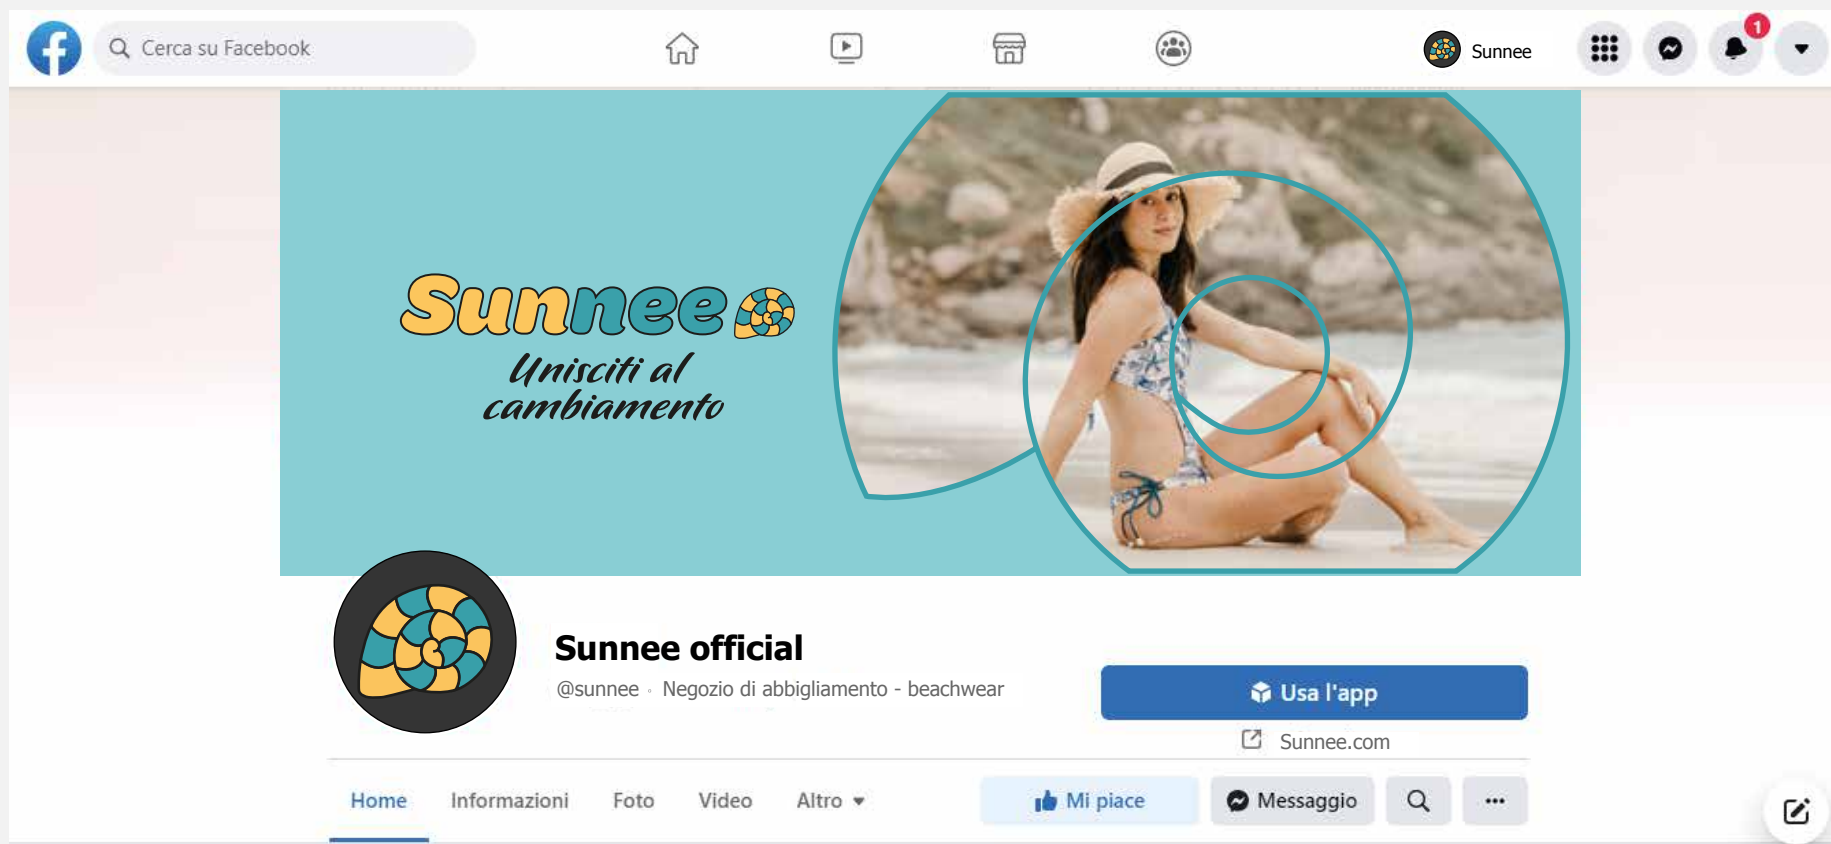 Cerca su Facebook
Sunnee
1
Sunnee
Unisciti al
cambiamento
Sunnee official
@sunnee · Negozio di abbigliamento - beachwear
Usa l'app
Sunnee.com
Home Informazioni Foto Video Altro
Mi piace Messaggio